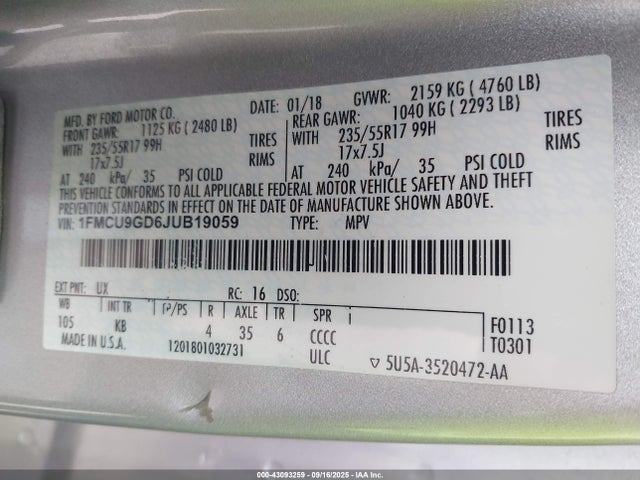 MFD. BY FORD MOTOR CO. DATE: 01/18 GVWR: 2159 KG ( 4760 LB)
FRONT GAWR: 1125 KG ( 2480 LB) REAR GAWR: 1040 KG ( 2293 LB)
WITH 235/55R17 99H TIRES WITH 235/55R17 99H TIRES
17x7.5J RIMS 17x7.5J RIMS
AT 240 kPa/ 35 PSI COLD AT 240 kPa/ 35 PSI COLD
THIS VEHICLE CONFORMS TO ALL APPLICABLE FEDERAL MOTOR VEHICLE SAFETY AND THEFT
PREVENTION STANDARDS IN EFFECT ON THE DATE OF MANUFACTURE SHOWN ABOVE.
1FMCU9GD6JUB19059 TYPE: MPV
EXT PNT: UX RC: 16 DSO:
WB INT TR TP/PS R AXLE TR SPR
105 KB 4 35 6 CCCC F0113
MADE IN U.S.A. 1201801032731 ULC 5U5A-3520472-AA T0301
000-43093259 - 09/16/2025 - IAA Inc.